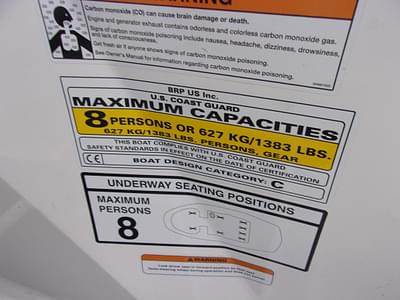 WARNING
Carbon monoxide (CO) can cause brain damage or death.
Engine and generator exhaust contains odorless and colorless carbon monoxide gas.
Signs of carbon monoxide poisoning include nausea, headache, dizziness, drowsiness,
and lack of consciousness.
Get fresh air if anyone shows signs of carbon monoxide poisoning.
See Owner's Manual for information regarding carbon monoxide poisoning.
BRP US Inc.
U.S. COAST GUARD
MAXIMUM CAPACITIES
8 PERSONS OR 627 KG/1383 LBS.
627 KG/1383 LBS. PERSONS, GEAR
THIS BOAT COMPLIES WITH U.S. COAST GUARD
SAFETY STANDARDS IN EFFECT ON THE DATE OF CERTIFICATION
CE BOAT DESIGN CATEGORY: C
UNDERWAY SEATING POSITIONS
MAXIMUM
PERSONS
8
WARNING